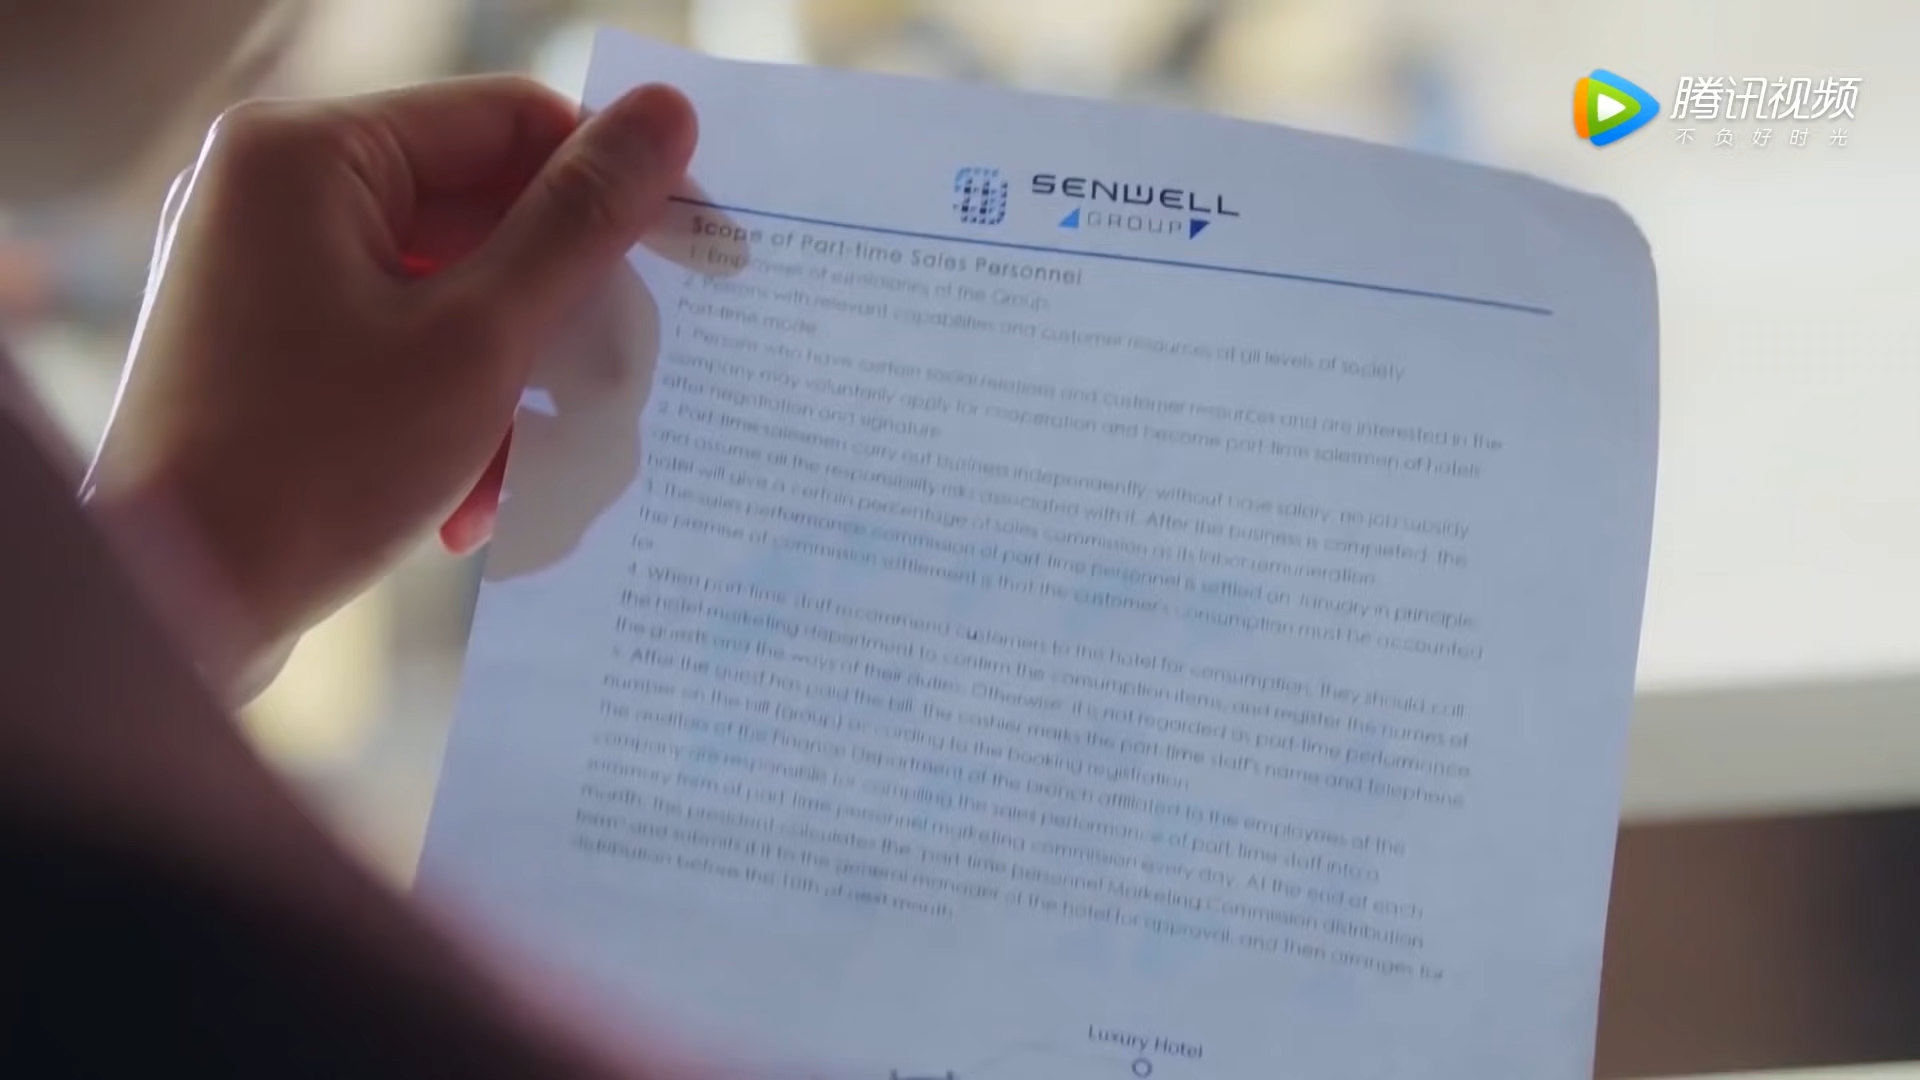 腾讯视频
不负好时光
SENWELL
GROUP
Scope of Part-time Sales Personnel
1. Employees of subsidiaries of the Group
2. Persons with relevant capabilities and customer resources at all levels of society
Part-time mode:
1. Persons who have certain social relations and customer resources and are interested in the
company may voluntarily apply for cooperation and become part-time salesmen of hotels
after negotiation and signature
2. Part-time salesmen carry out business independently, without base salary, no job subsidy
and assume all the responsibility risks associated with it. After the business is completed, the
hotel will give a certain percentage of sales commission as its labor remuneration.
3. The sales performance commission of part-time personnel is settled on January in principle
the premise of commission settlement is that the customer's consumption must be accounted
for
4. When part-time staff recommend customers to the hotel for consumption, they should call
the hotel marketing department to confirm the consumption items, and register the names of
the guests and the ways of their duties. Otherwise, it is not regarded as part-time performance
5. After the guest has paid the bill, the cashier marks the part-time staff's name and telephone
number on the bill (group) according to the booking registration
The auditors of the Finance Department of the branch affiliated to the employees of the
company are responsible for compiling the sales performance of part-time staff into a
summary form of part-time personnel marketing commission every day. At the end of each
month, the president calculates the "part-time personnel Marketing Commission distribution
form" and submits it to the general manager of the hotel for approval, and then arranges for
distribution before the 10th of next month.
Luxury Hotel